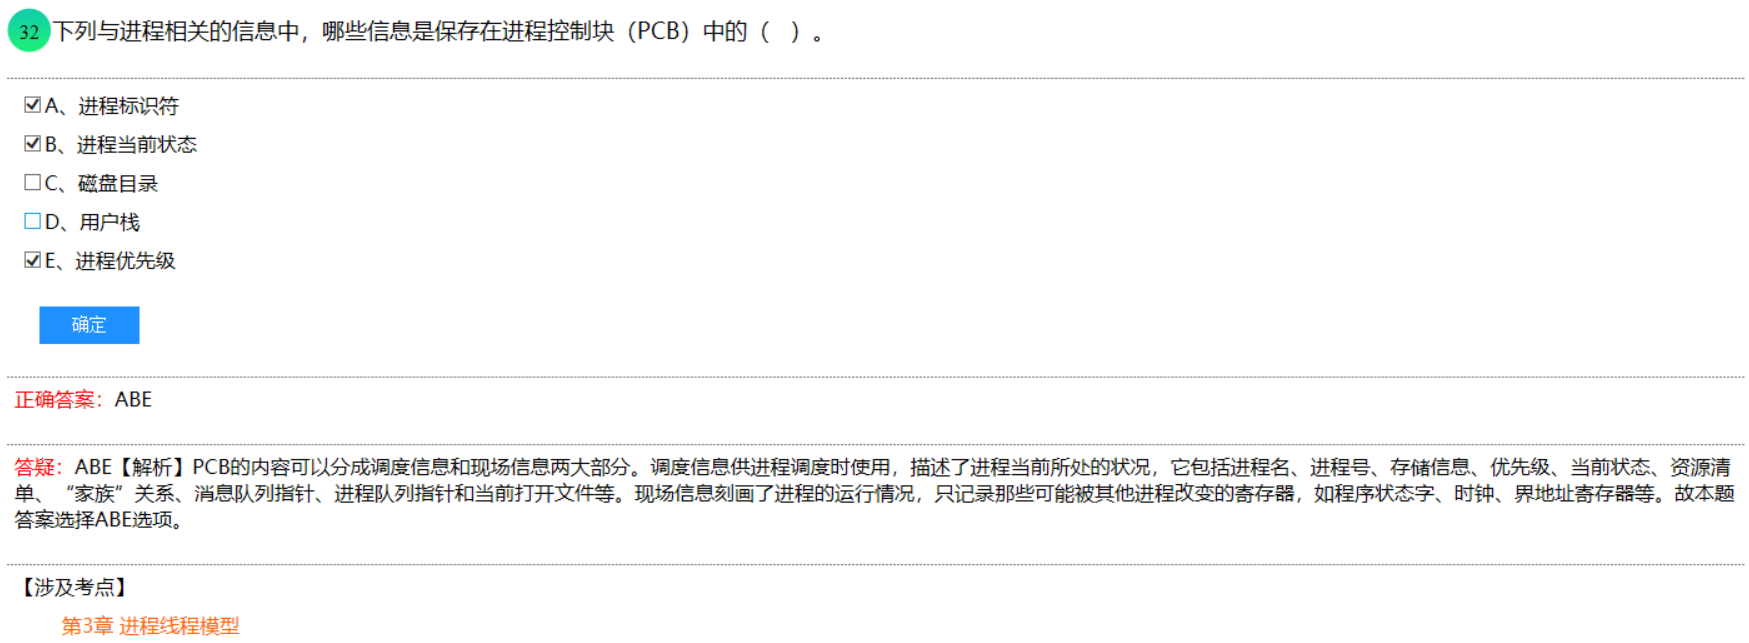 32 下列与进程相关的信息中，哪些信息是保存在进程控制块（PCB）中的（ ）。
A、进程标识符
B、进程当前状态
C、磁盘目录
D、用户栈
E、进程优先级
确定
正确答案：ABE
答疑：ABE【解析】PCB的内容可以分成调度信息和现场信息两大部分。调度信息供进程调度时使用，描述了进程当前所处的状况，它包括进程名、进程号、存储信息、优先级、当前状态、资源清
单、“家族”关系、消息队列指针、进程队列指针和当前打开文件等。现场信息刻画了进程的运行情况，只记录那些可能被其他进程改变的寄存器，如程序状态字、时钟、界地址寄存器等。故本题
答案选择ABE选项。
【涉及考点】
第3章 进程线程模型